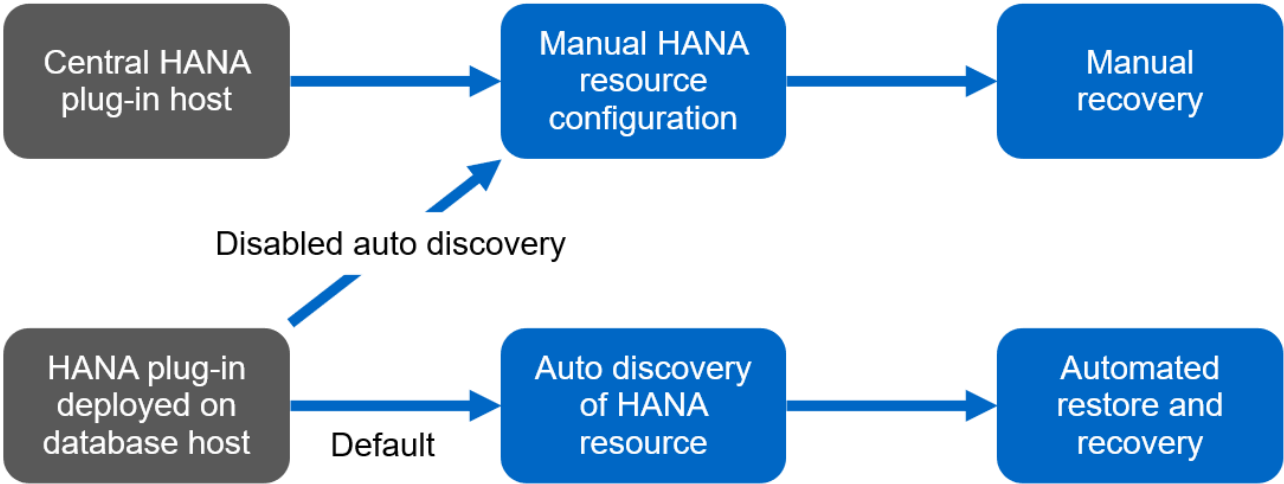 Central HANA
plug-in host
Manual HANA
resource
configuration
Manual
recovery
Disabled auto discovery
HANA plug-in
deployed on
database host
Default
Auto discovery
of HANA
resource
Automated
restore and
recovery